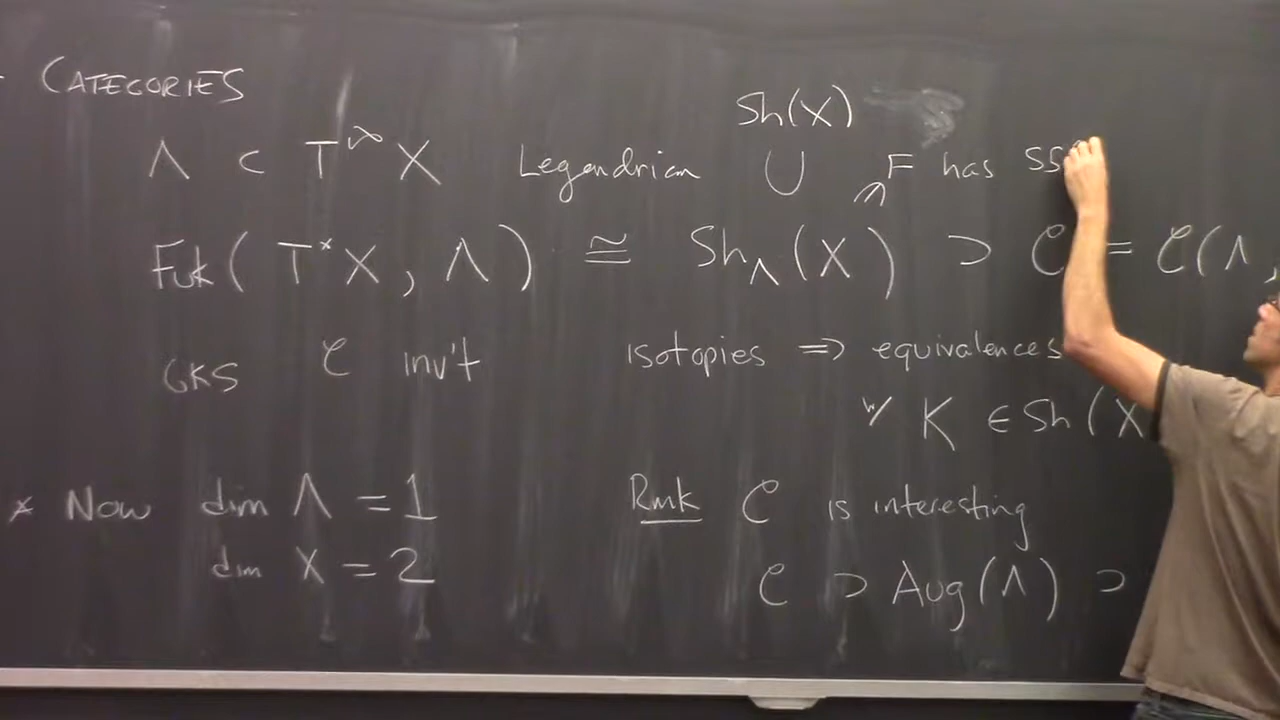 CATEGORIES
Sh(X)
Λ ⊂ T^∞ X Legendrian ∪ F has SS
Fuk(T*X, Λ) ≅ Sh_Λ(X) ⊃ C = C(Λ,
GKS C inv't isotopies ⇒ equivalences
w/ K ∈ Sh(X
* Now dim Λ = 1 Rmk C is interesting
dim X = 2 C ⊃ Aug(Λ) ⊃